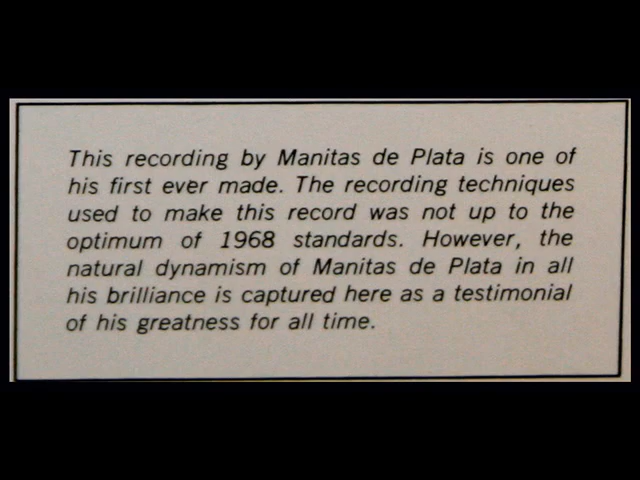 This recording by Manitas de Plata is one of
his first ever made. The recording techniques
used to make this record was not up to the
optimum of 1968 standards. However, the
natural dynamism of Manitas de Plata in all
his brilliance is captured here as a testimonial
of his greatness for all time.